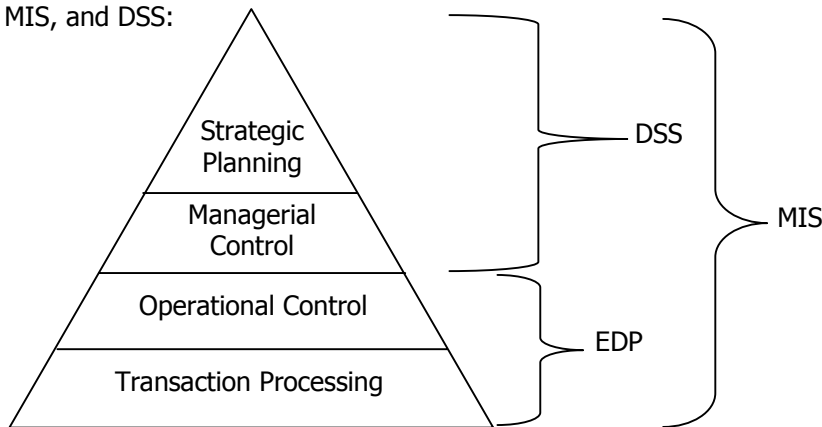 MIS, and DSS:
Strategic
Planning
DSS
Managerial
Control
MIS
Operational Control
EDP
Transaction Processing